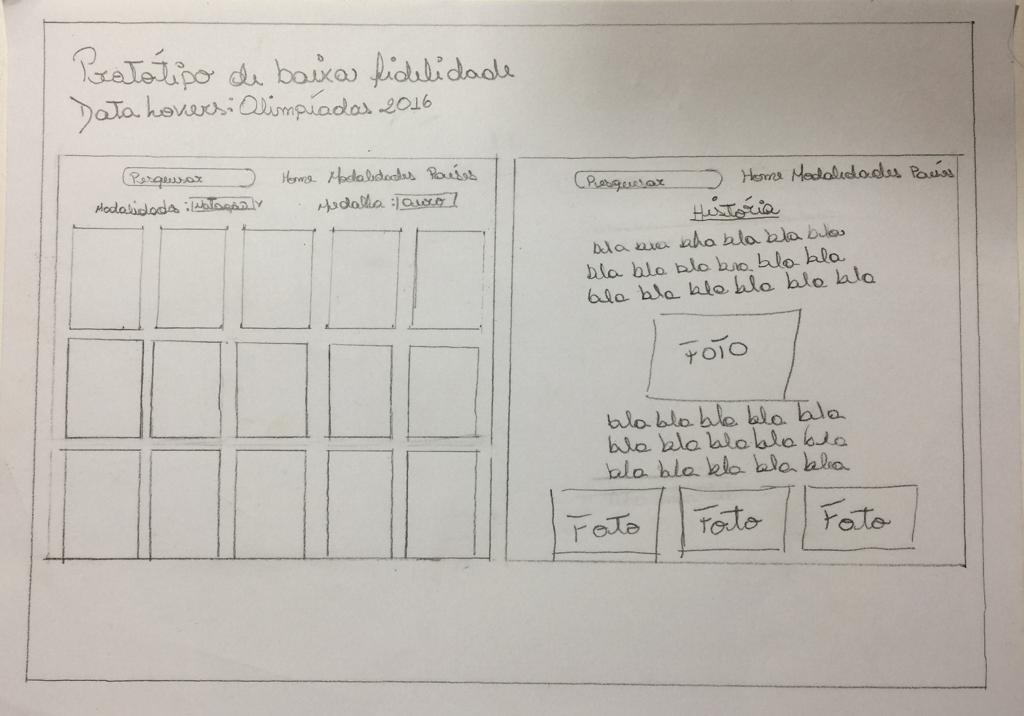 Protótipo de baixa fidelidade
Data lovers: Olimpíadas 2016
Pesquisar Home Modalidades Países
Modalidades: Natação Medalha: ouro
Pesquisar Home Modalidades Países
História
bla bla bla bla bla bla
bla bla bla bla bla bla
bla bla bla bla bla bla
FOTO
bla bla bla bla bla
bla bla bla bla bla
bla bla bla bla bla
Foto Foto Foto